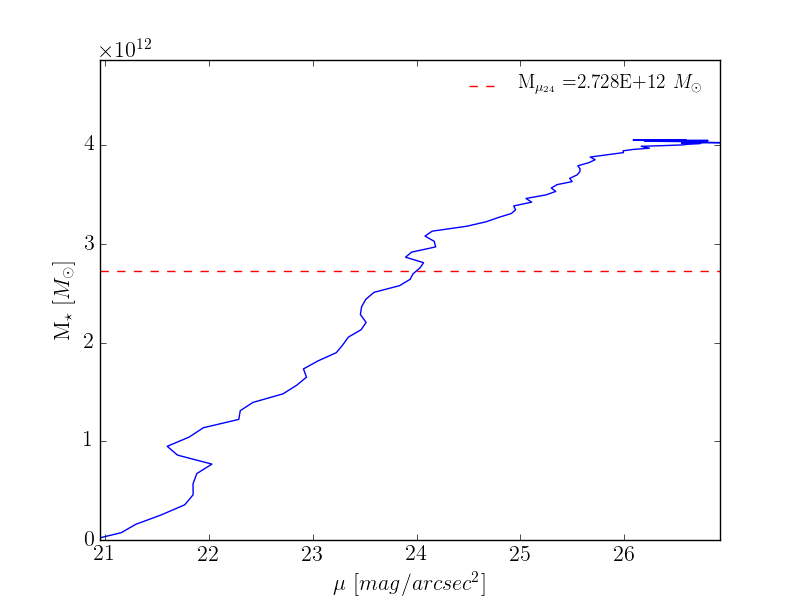 ×10¹²
M_μ₂₄ =2.728E+12 M_⊙
4
3
2
1
0
M_⋆ [M_⊙]
21 22 23 24 25 26
μ [mag/arcsec²]